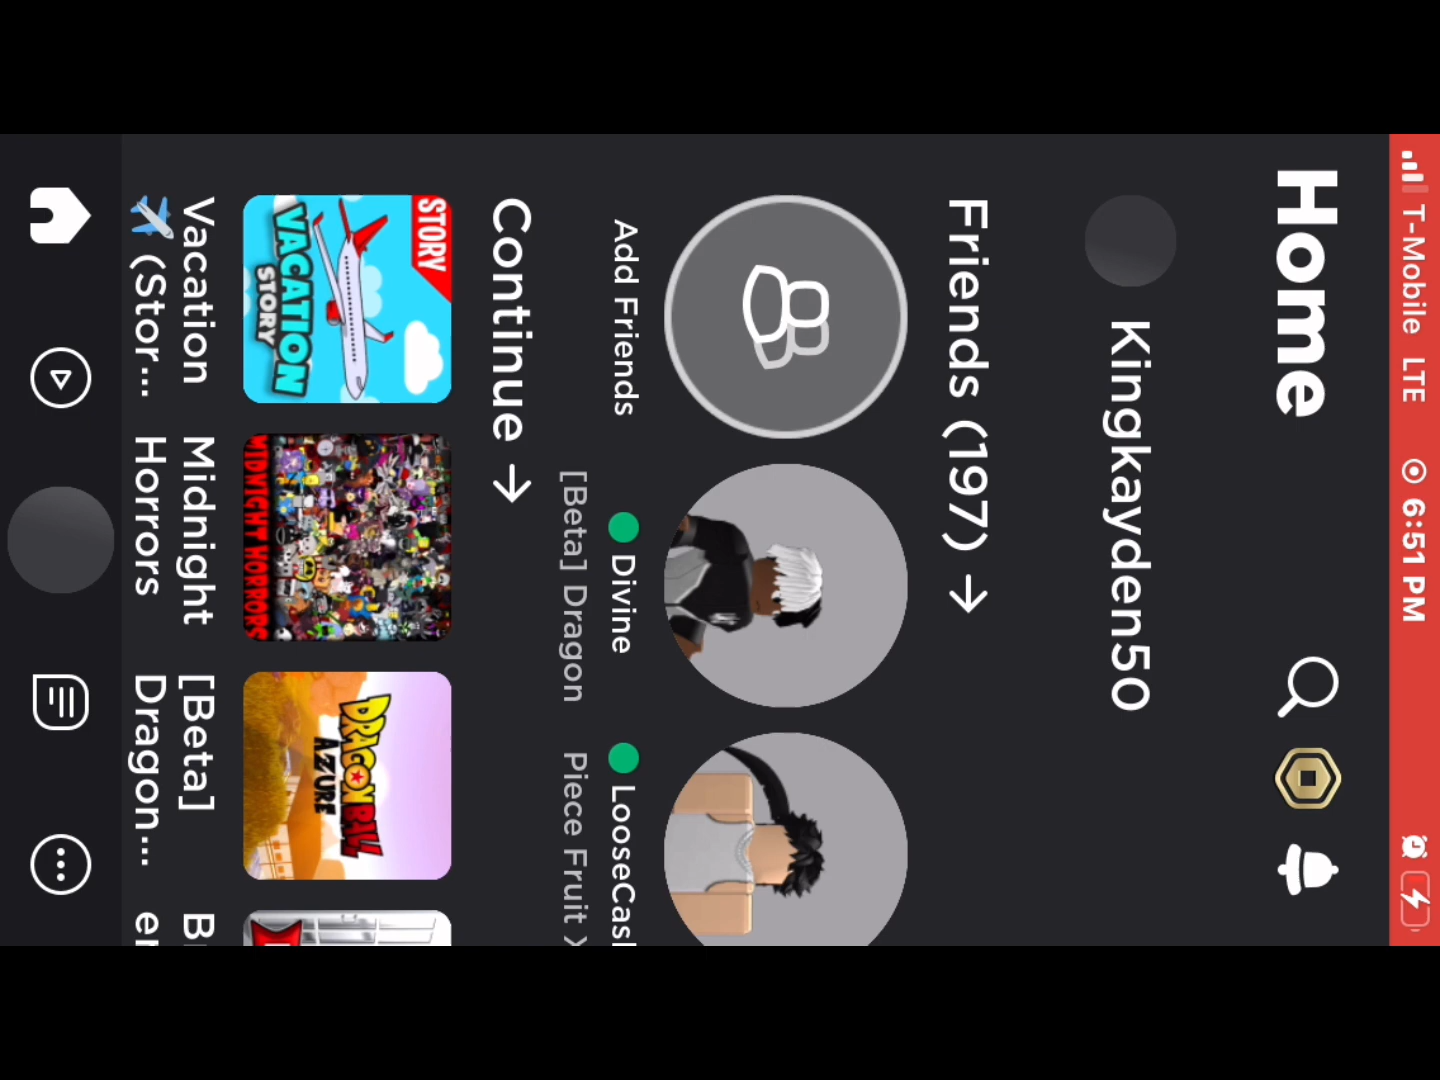 T-Mobile LTE 6:51 PM
Home
Kingkayden50
Friends (197) →
Add Friends
Divine
[Beta] Dragon
LooseCas
Piece Fruit
Continue →
STORY
VACATION
STORY
MIDNIGHT HORRORS
DRAGON BALL
AZURE
Vacation
✈️ (Stor...
Midnight
Horrors
[Beta]
Dragon...